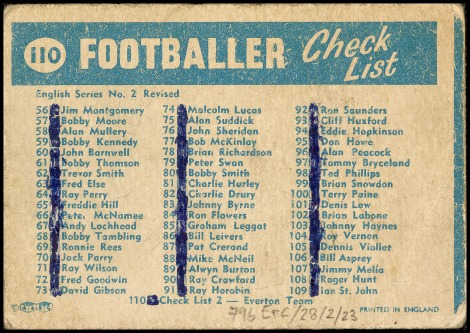 110 FOOTBALLER Check List
English Series No. 2 Revised
56 Jim Montgomery 74 Malcolm Lucas 92 Ron Saunders
57 Bobby Moore 75 Alan Suddick 93 Cliff Huxford
58 Alan Mullery 76 John Sheridan 94 Eddie Hopkinson
59 Bobby Kennedy 77 Bob McKinlay 95 Don Howe
60 John Barnwell 78 Brian Richardson 96 Alan Peacock
61 Bobby Thomson 79 Peter Swan 97 Tommy Bryceland
62 Trevor Smith 80 Bobby Smith 98 Ted Phillips
63 Fred Else 81 Charlie Hurley 99 Brian Snowdon
64 Ray Perry 82 Charlie Drury 100 Terry Paine
65 Freddie Hill 83 Johnny Byrne 101 Denis Law
66 Pete. McNamee 84 Ron Flowers 102 Brian Labone
67 Andy Lochhead 85 Graham Leggat 103 Johnny Haynes
68 Bobby Tambling 86 Bill Leivers 104 Roy Vernon
69 Ronnie Rees 87 Pat Crerand 105 Dennis Viollet
70 Jack Parry 88 Mike McNeil 106 Bill Asprey
71 Ray Wilson 89 Alwyn Burton 107 Jimmy Melia
72 Fred Goodwin 90 Ray Crawford 108 Roger Hunt
73 David Gibson 91 Ray Horobin 109 Ian St. John
110 Check List 2 — Everton Team
796 EFC/28/2/23
A&BC PRINTED IN ENGLAND